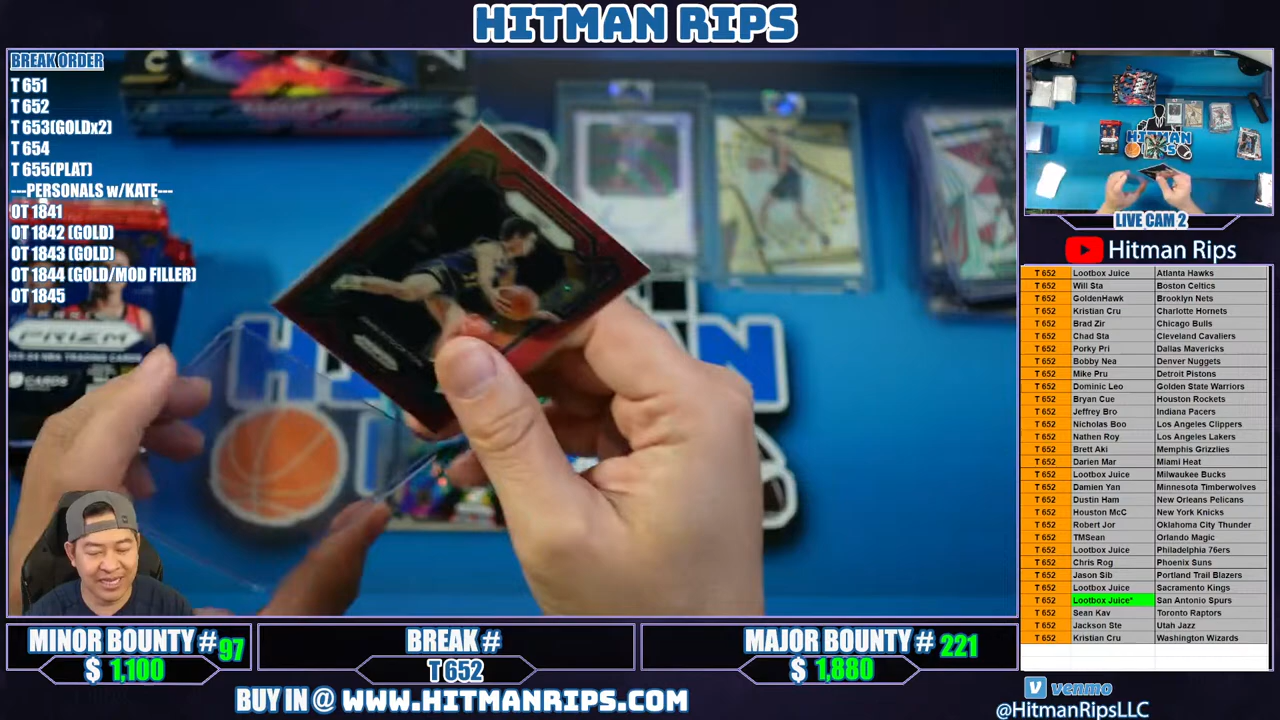 HITMAN RIPS
BREAK ORDER
T 651
T 652
T 653(GOLDx2)
T 654
T 655(PLAT)
---PERSONALS w/KATE---
OT 1841
OT 1842 (GOLD)
OT 1843 (GOLD)
OT 1844 (GOLD/MOD FILLER)
OT 1845
PRIZM
LIVE CAM 2
Hitman Rips
T 652 Lootbox Juice Atlanta Hawks
T 652 Will Sta Boston Celtics
T 652 GoldenHawk Brooklyn Nets
T 652 Kristian Cru Charlotte Hornets
T 652 Brad Zir Chicago Bulls
T 652 Chad Sta Cleveland Cavaliers
T 652 Porky Pri Dallas Mavericks
T 652 Bobby Nea Denver Nuggets
T 652 Mike Pru Detroit Pistons
T 652 Dominic Leo Golden State Warriors
T 652 Bryan Cue Houston Rockets
T 652 Jeffrey Bro Indiana Pacers
T 652 Nicholas Boo Los Angeles Clippers
T 652 Nathen Roy Los Angeles Lakers
T 652 Brett Aki Memphis Grizzlies
T 652 Darien Mar Miami Heat
T 652 Lootbox Juice Milwaukee Bucks
T 652 Damien Yan Minnesota Timberwolves
T 652 Dustin Ham New Orleans Pelicans
T 652 Houston McC New York Knicks
T 652 Robert Jor Oklahoma City Thunder
T 652 TMSean Orlando Magic
T 652 Lootbox Juice Philadelphia 76ers
T 652 Chris Rog Phoenix Suns
T 652 Jason Sib Portland Trail Blazers
T 652 Lootbox Juice Sacramento Kings
T 652 Lootbox Juice* San Antonio Spurs
T 652 Sean Kav Toronto Raptors
T 652 Jackson Ste Utah Jazz
T 652 Kristian Cru Washington Wizards
MINOR BOUNTY # 97
$ 1,100
BREAK #
T 652
MAJOR BOUNTY # 221
$ 1,880
BUY IN @ WWW.HITMANRIPS.COM
venmo
@HitmanRipsLLC